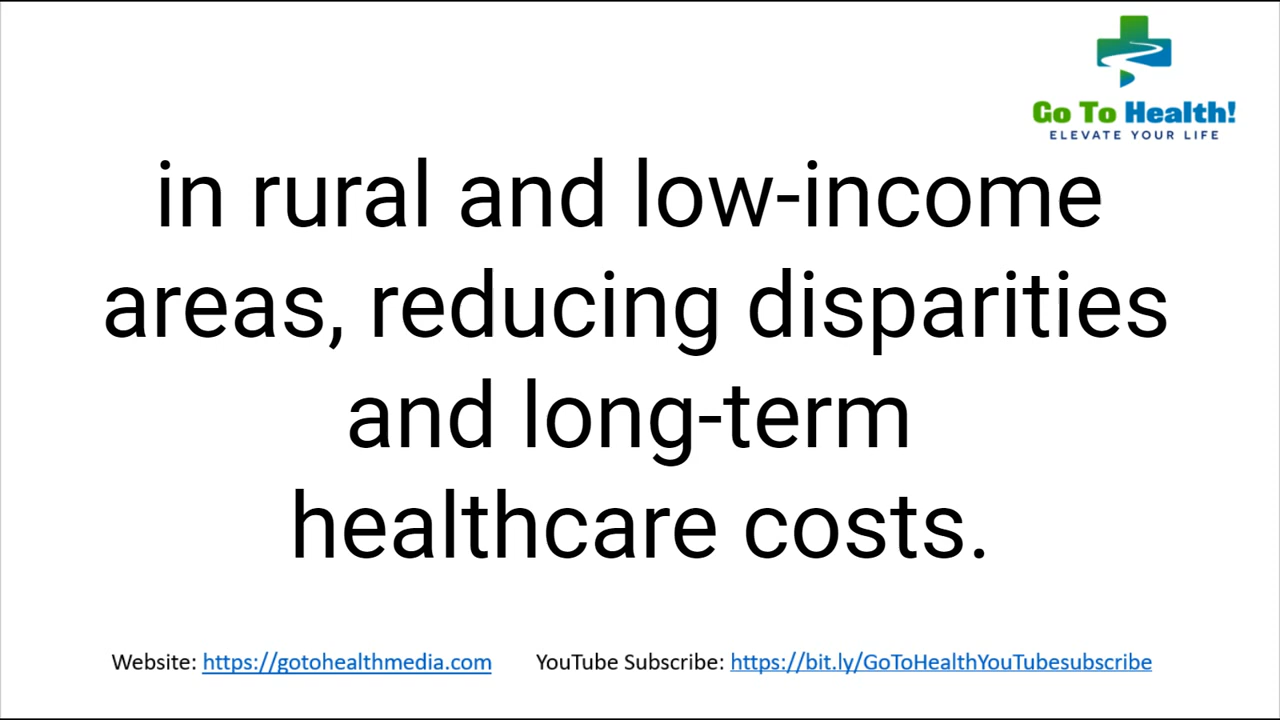 Go To Health!
ELEVATE YOUR LIFE
in rural and low-income
areas, reducing disparities
and long-term
healthcare costs.
Website: https://gotohealthmedia.com YouTube Subscribe: https://bit.ly/GoToHealthYouTubesubscribe